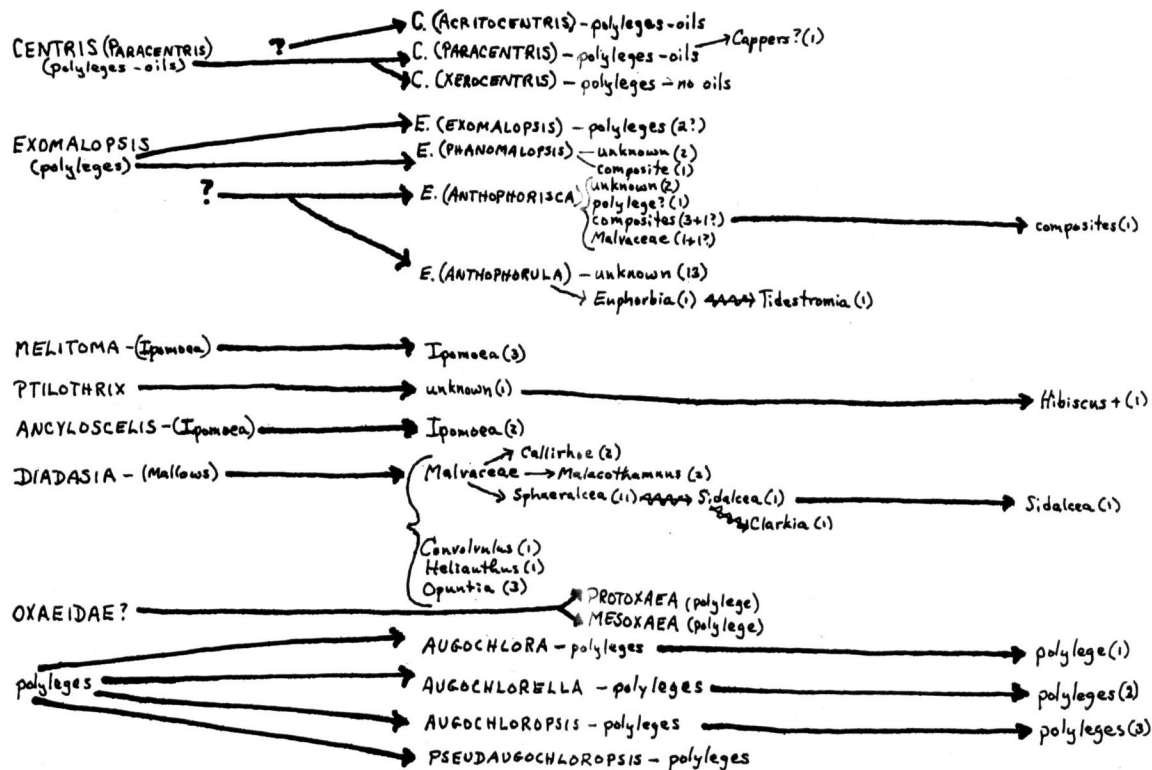 C. (ACRITOCENTRIS) – polyleges-oils
CENTRIS (PARACENTRIS) ? C. (PARACENTRIS) – polyleges-oils Cappers? (1)
(polyleges-oils)
C. (XEROCENTRIS) – polyleges – no oils
E. (EXOMALOPSIS) – polyleges (2?)
EXOMALOPSIS
(polyleges)
E. (PHANOMALOPSIS) – unknown (2)
composite (1)
? E. (ANTHOPHORISCA) unknown (2)
polylege? (1)
composites (3+1?) composites (1)
Malvaceae (1+1?)
E. (ANTHOPHORULA) – unknown (13)
Euphorbia (1) Tidestromia (1)
MELITOMA – (Ipomoea) Ipomoea (3)
PTILOTHRIX unknown (1) Hibiscus + (1)
ANCYLOSCELIS – (Ipomoea) Ipomoea (2)
Callirhoe (2)
DIADASIA – (Mallows) Malvaceae Malacothamnus (2)
Sphaeralcea (11) Sidalcea (1) Sidalcea (1)
Clarkia (1)
Convolvulus (1)
Helianthus (1)
Opuntia (3)
OXAEIDAE? PROTOXAEA (polylege)
MESOXAEA (polylege)
AUGOCHLORA – polyleges polylege (1)
polyleges AUGOCHLORELLA – polyleges polyleges (2)
AUGOCHLOROPSIS – polyleges polyleges (3)
PSEUDAUGOCHLOROPSIS – polyleges